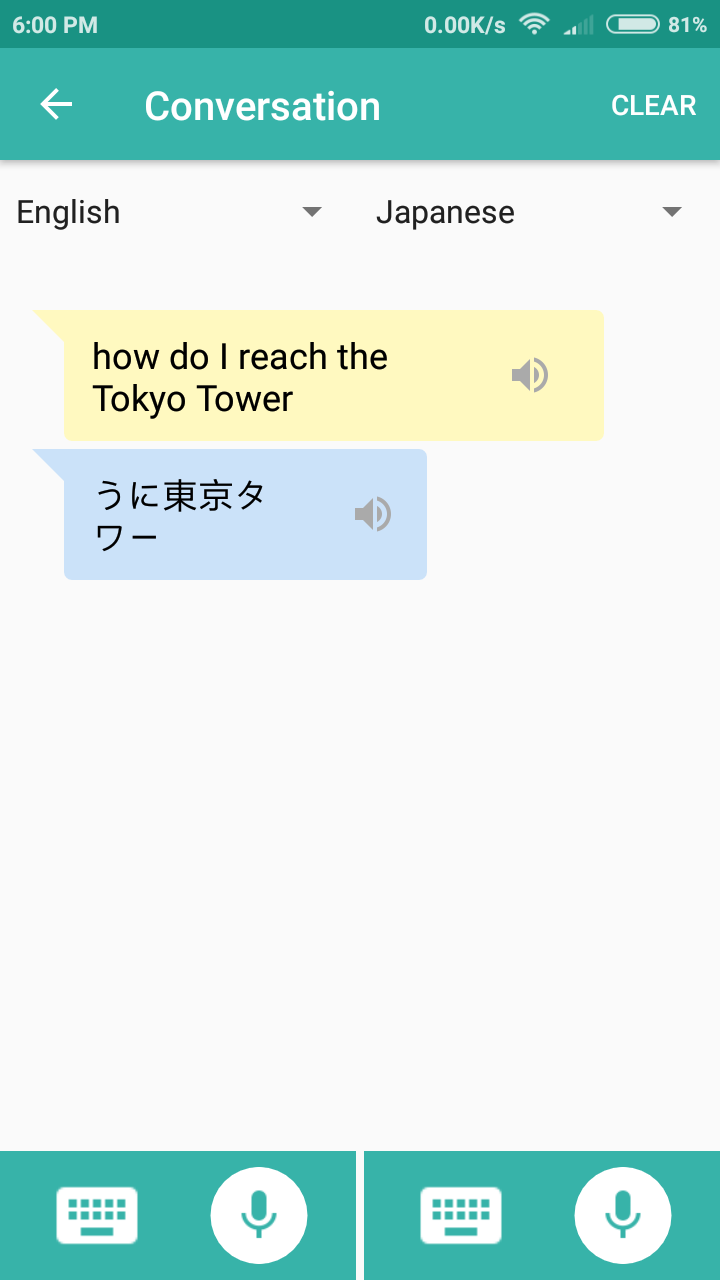 6:00 PM 0.00K/s 81%
Conversation CLEAR
English Japanese
how do I reach the
Tokyo Tower
うに東京タ
ワー